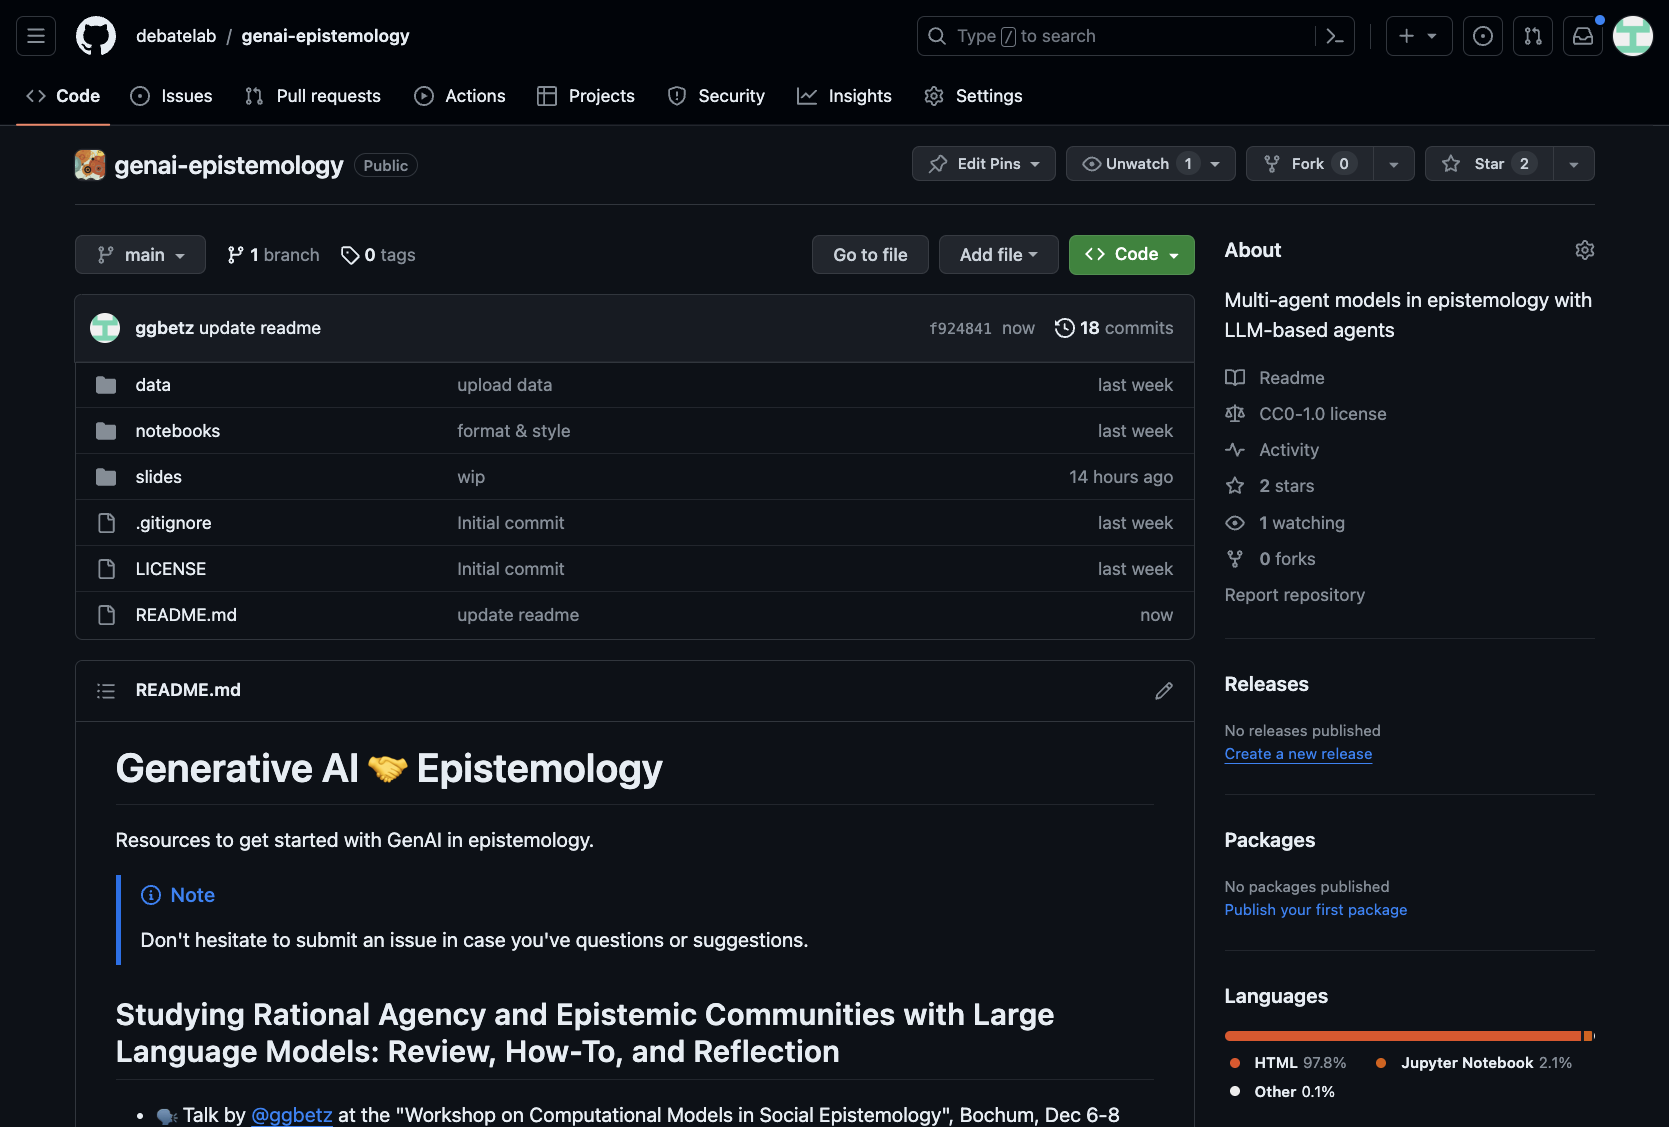 debatelab / genai-epistemology
Type / to search
Code Issues Pull requests Actions Projects Security Insights Settings
genai-epistemology Public
Edit Pins Unwatch 1 Fork 0 Star 2
main 1 branch 0 tags Go to file Add file Code
ggbetz update readme f924841 now 18 commits
data upload data last week
notebooks format & style last week
slides wip 14 hours ago
.gitignore Initial commit last week
LICENSE Initial commit last week
README.md update readme now
README.md
Generative AI 🤝 Epistemology
Resources to get started with GenAI in epistemology.
Note
Don't hesitate to submit an issue in case you've questions or suggestions.
Studying Rational Agency and Epistemic Communities with Large
Language Models: Review, How-To, and Reflection
• 🗣 Talk by @ggbetz at the "Workshop on Computational Models in Social Epistemology", Bochum, Dec 6-8
About
Multi-agent models in epistemology with
LLM-based agents
Readme
CC0-1.0 license
Activity
2 stars
1 watching
0 forks
Report repository
Releases
No releases published
Create a new release
Packages
No packages published
Publish your first package
Languages
HTML 97.8% Jupyter Notebook 2.1%
Other 0.1%